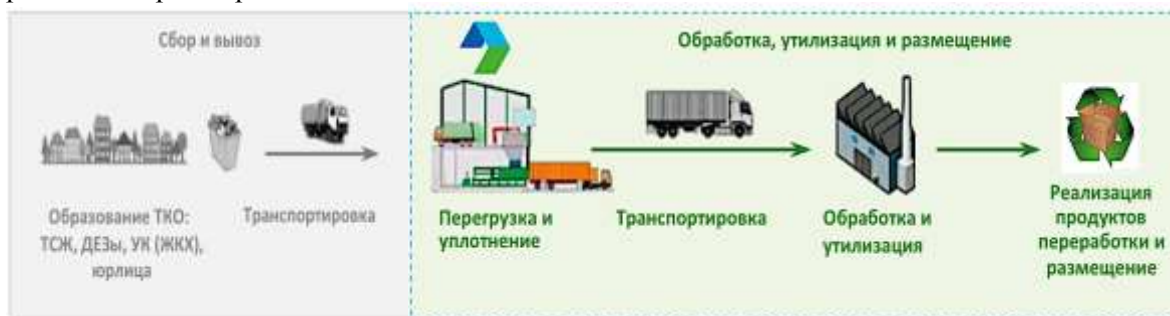 Сбор и вывоз
Образование ТКО:
ТСЖ, ДЕЗы, УК (ЖКХ),
юрлица
Транспортировка
Обработка, утилизация и размещение
Перегрузка и
уплотнение
Транспортировка
Обработка и
утилизация
Реализация
продуктов
переработки и
размещение